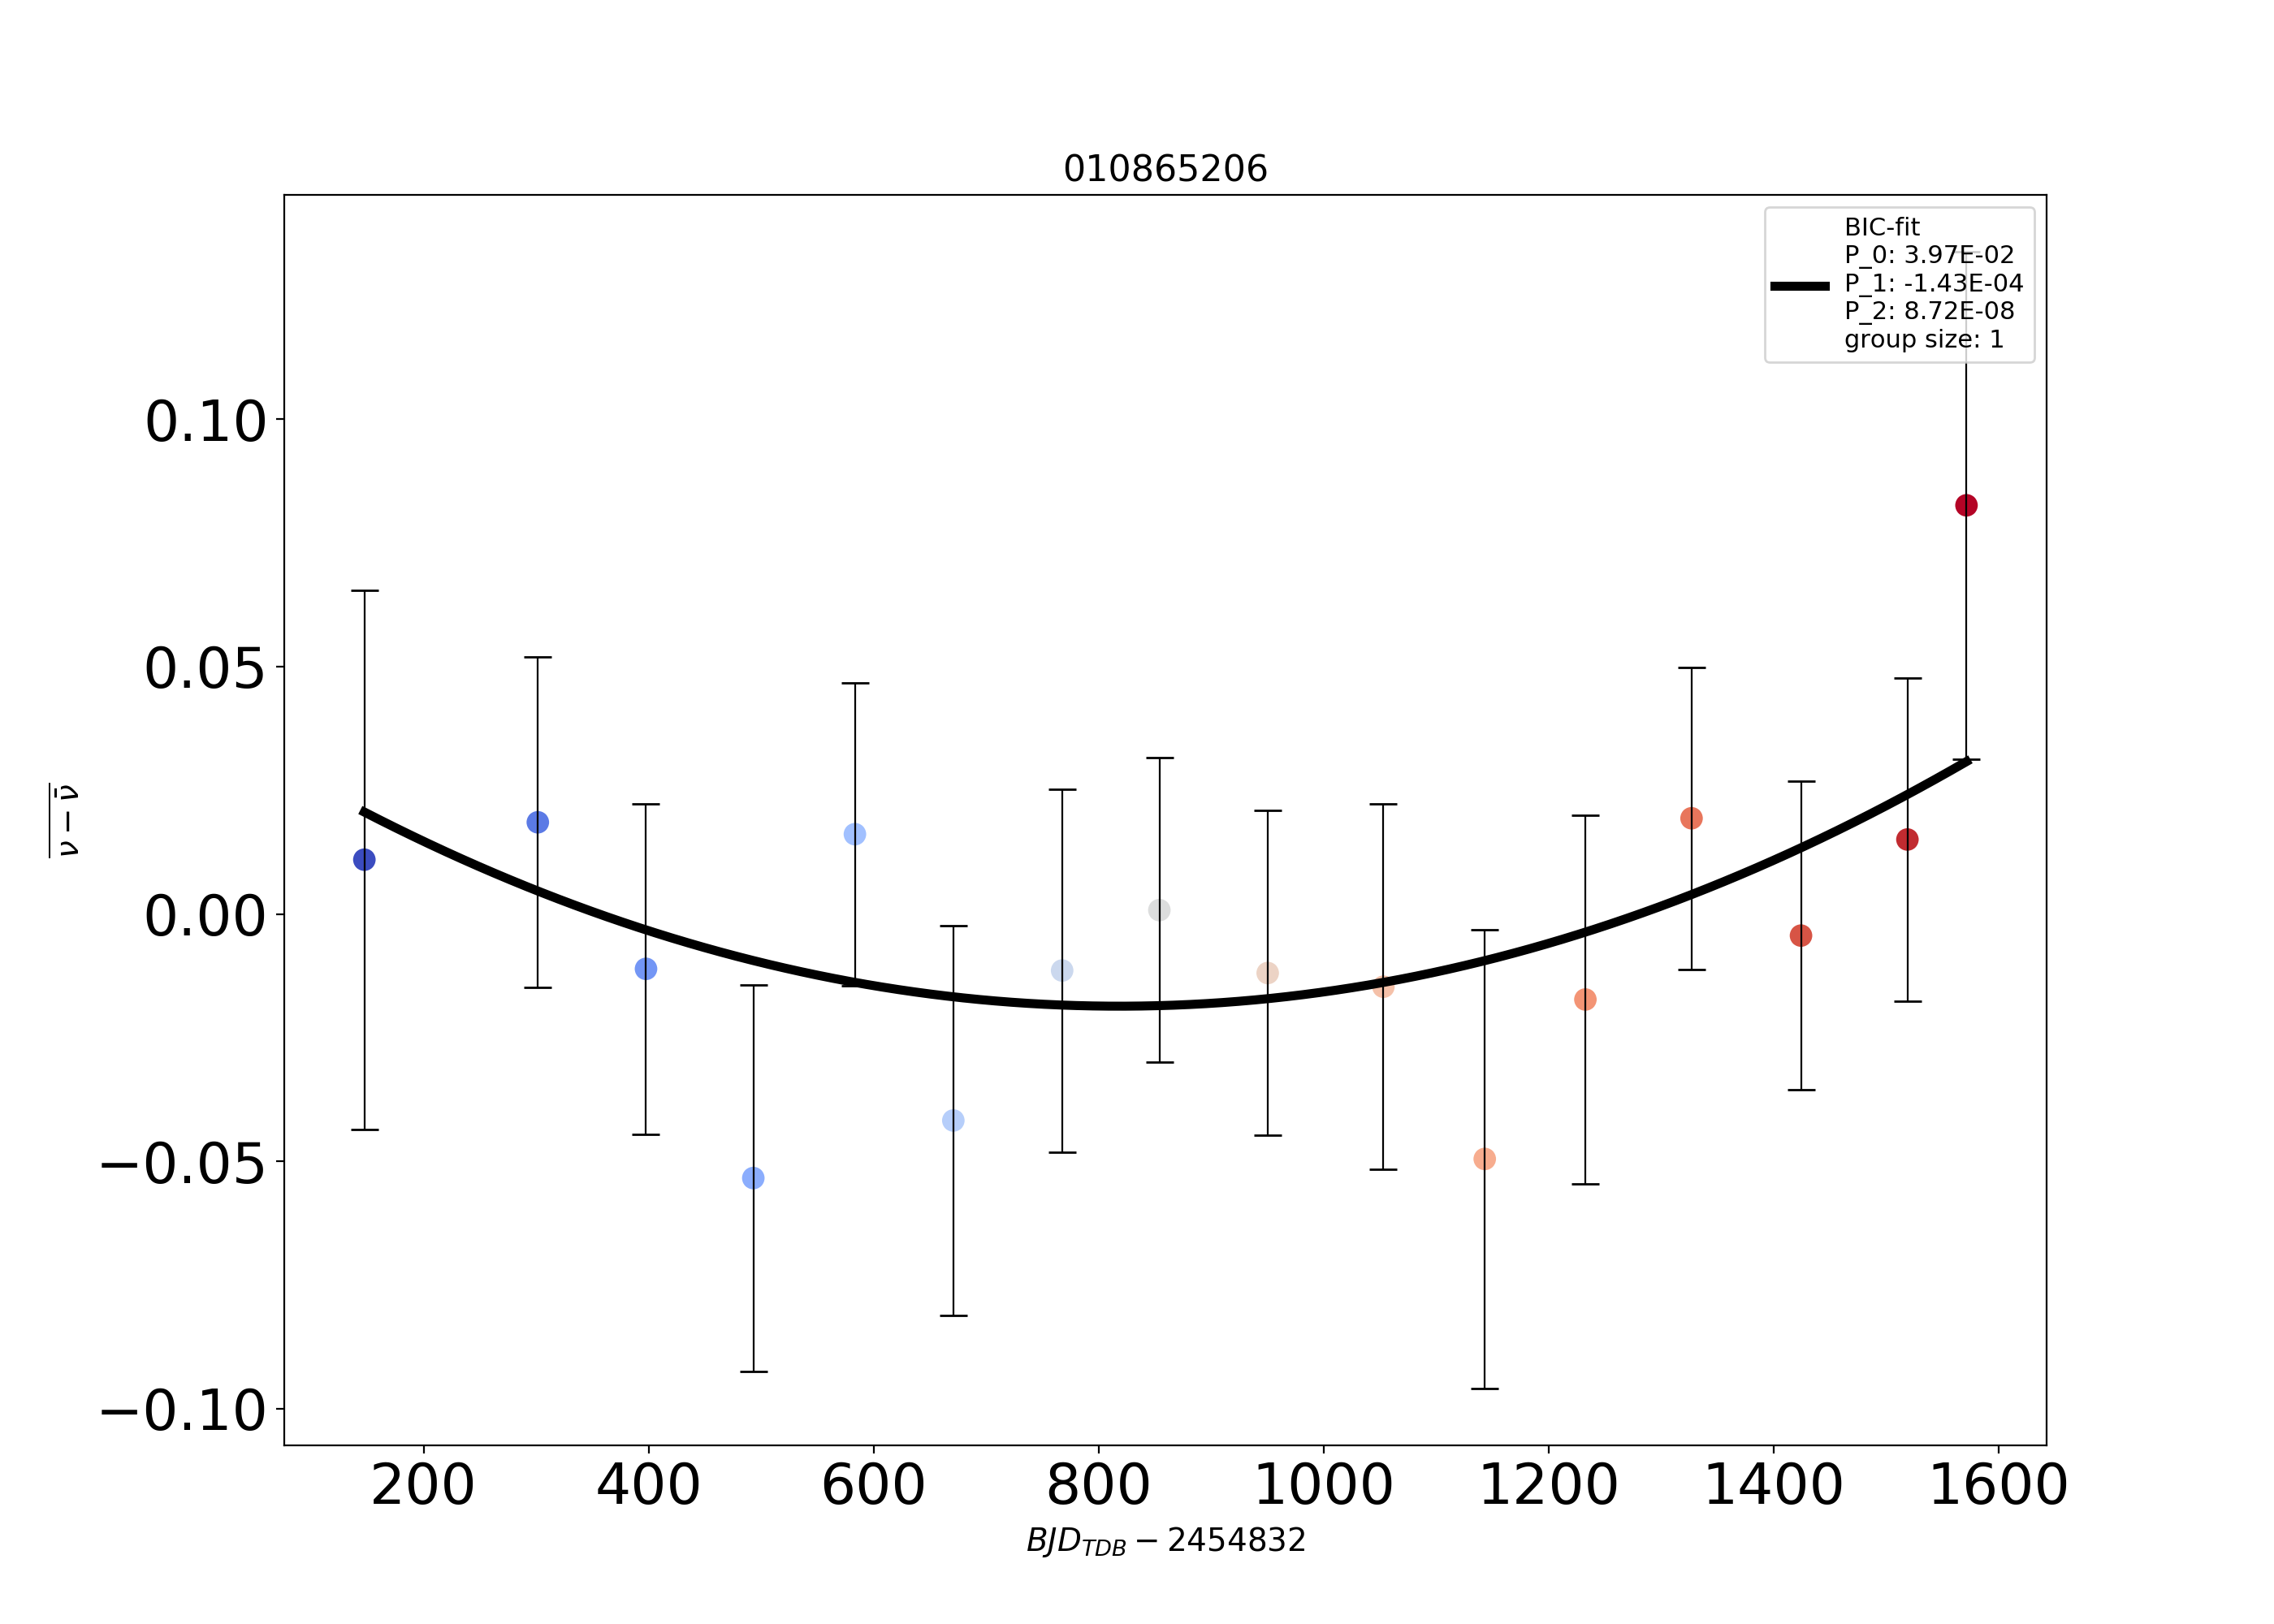 010865206
BIC-fit
P_0: 3.97E-02
P_1: -1.43E-04
P_2: 8.72E-08
group size: 1
0.10
0.05
0.00
−0.05
−0.10
ν − ν̄
200 400 600 800 1000 1200 1400 1600
BJD_TDB − 2454832